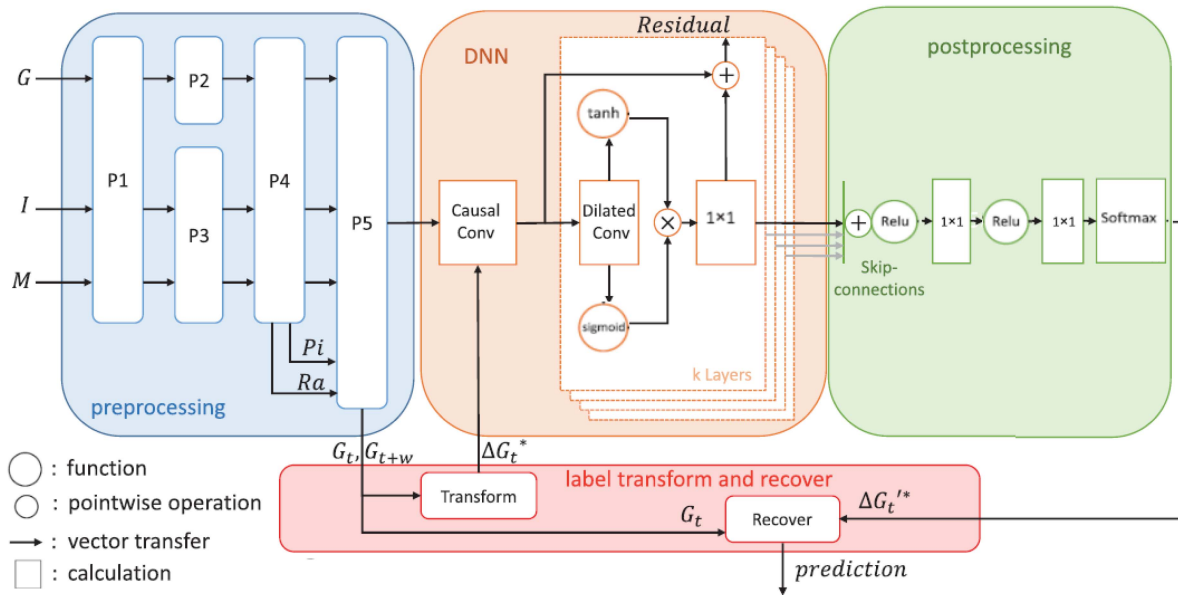 Residual
DNN
postprocessing
G
I
M
P1
P2
P3
P4
P5
Pi
Ra
preprocessing
Causal
Conv
tanh
Dilated
Conv
sigmoid
×
1×1
+
k Layers
+
Relu
1×1
Relu
1×1
Softmax
Skip-
connections
G_t, G_{t+w}
ΔG_t^*
label transform and recover
Transform
G_t
Recover
ΔG_t'^*
prediction
: function
: pointwise operation
: vector transfer
: calculation